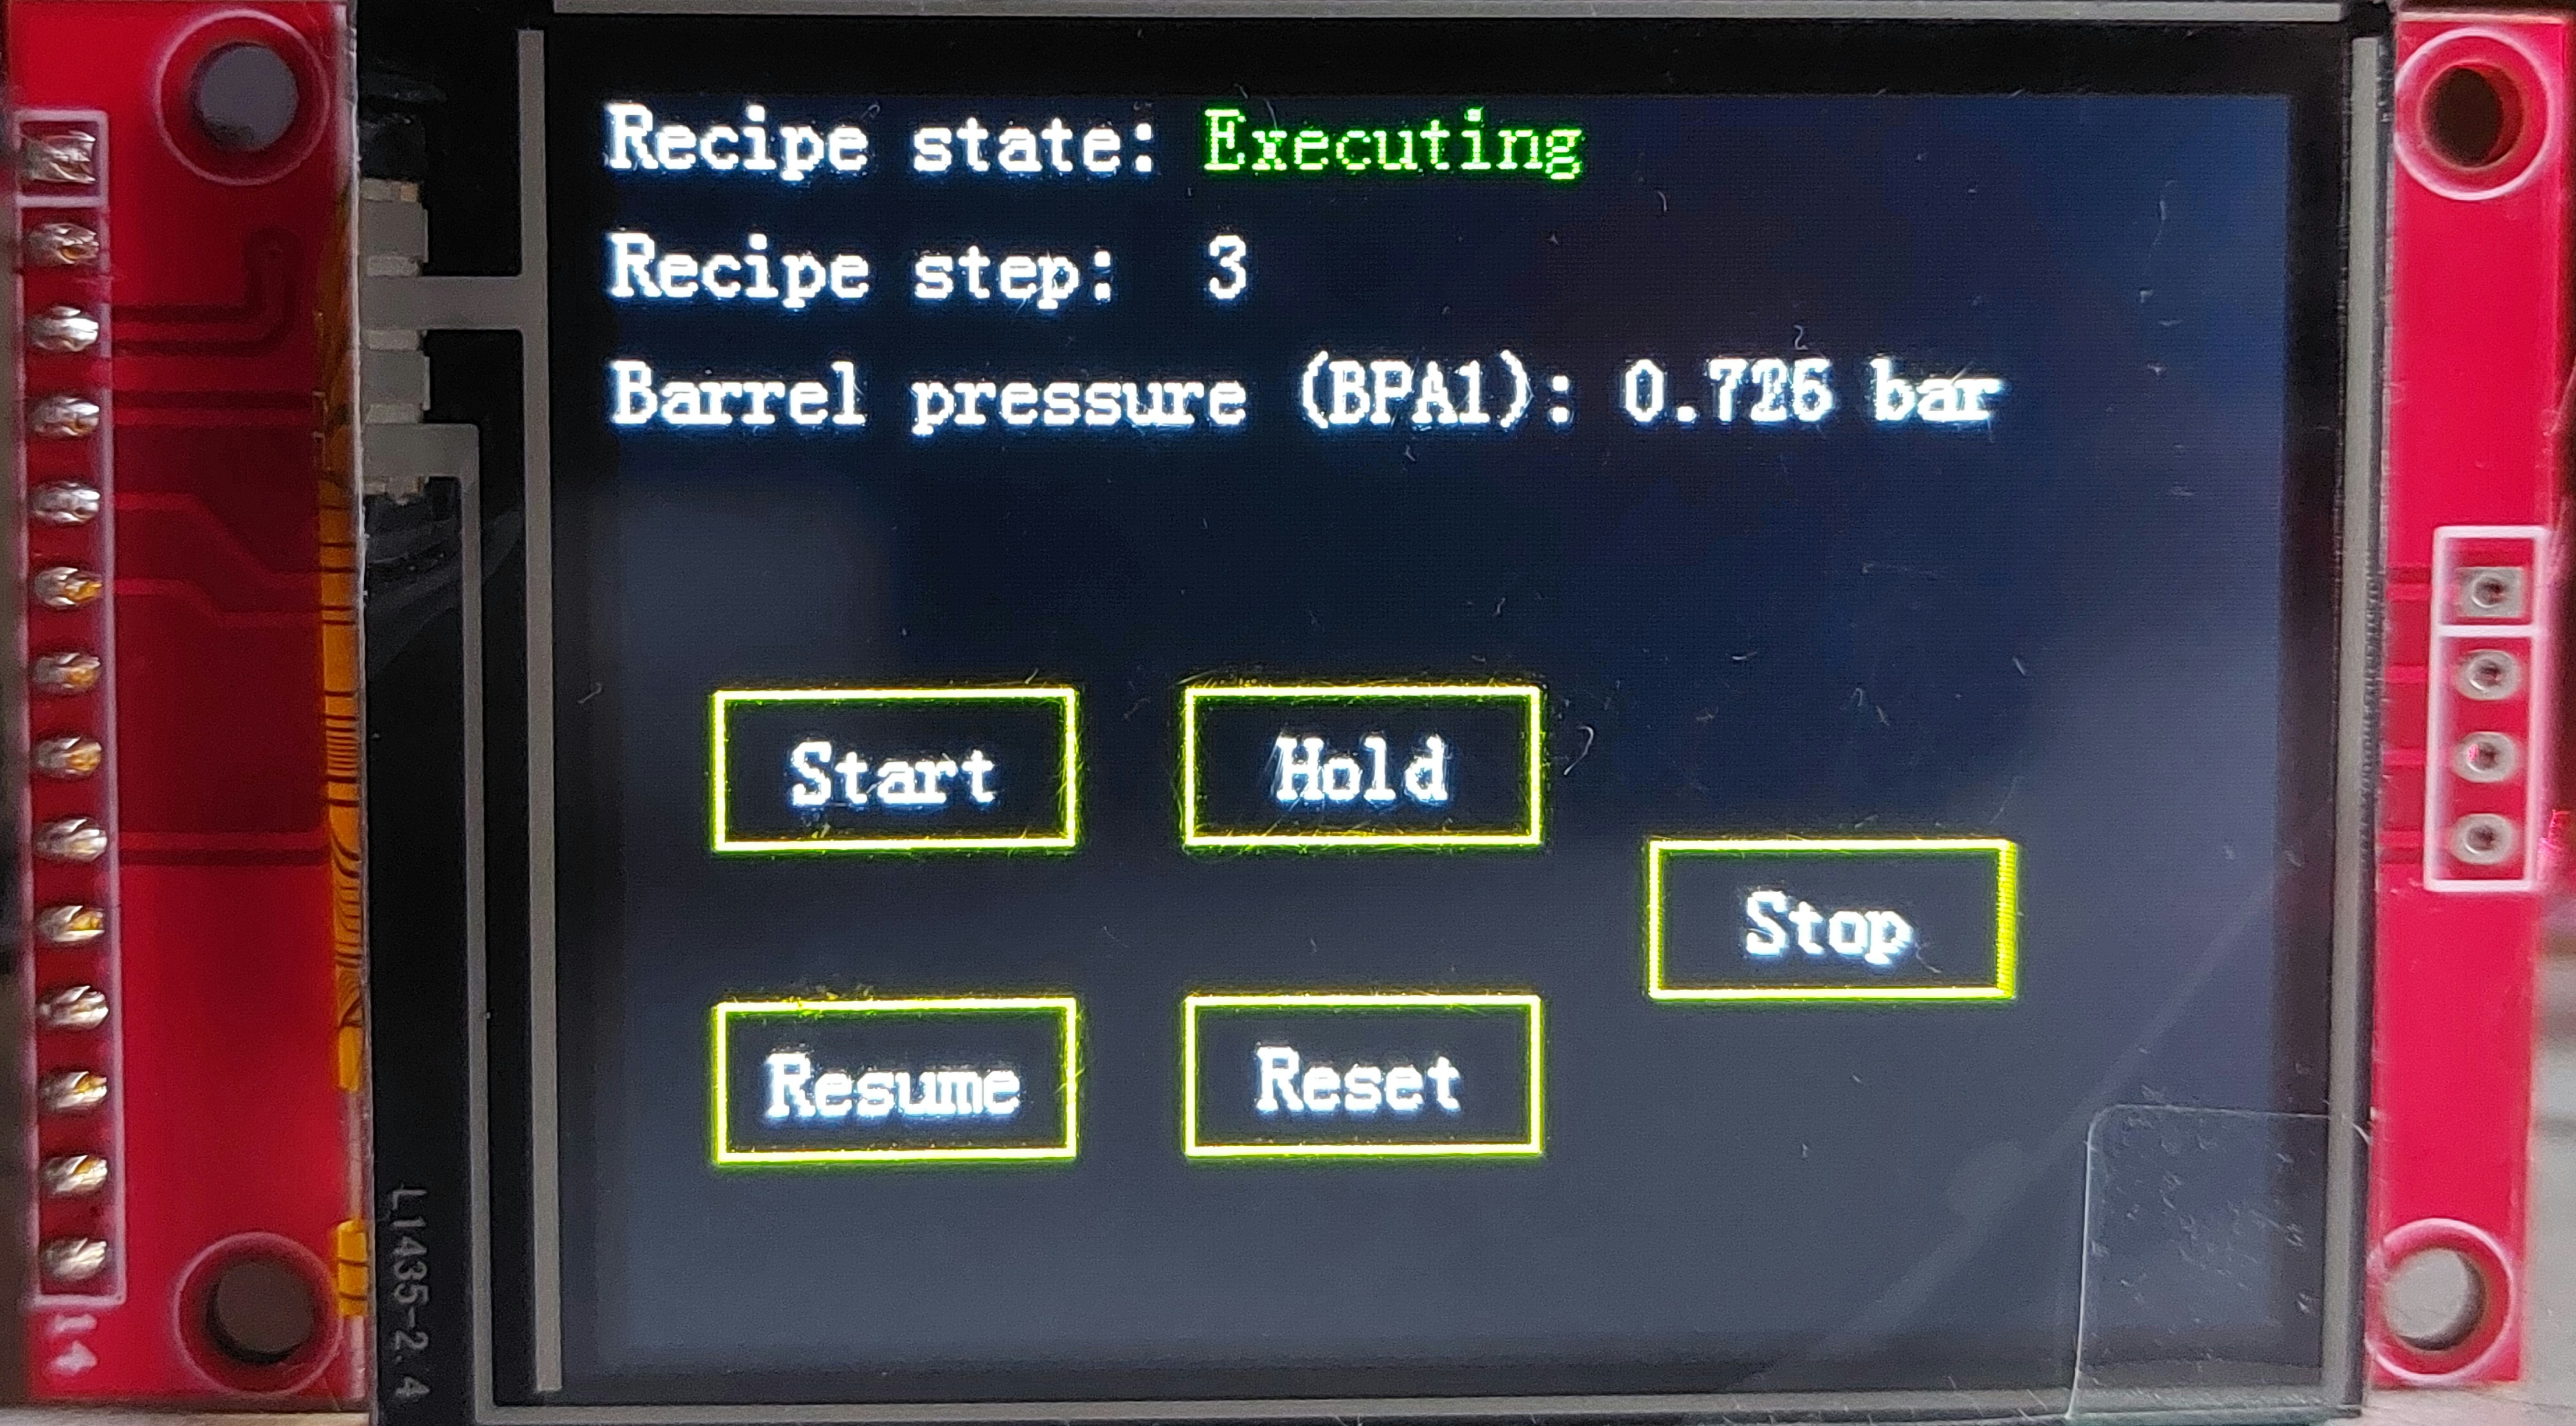 Recipe state: Executing
Recipe step: 3
Barrel pressure (BPA1): 0.726 bar
Start
Hold
Stop
Resume
Reset
LI435-2.4
14